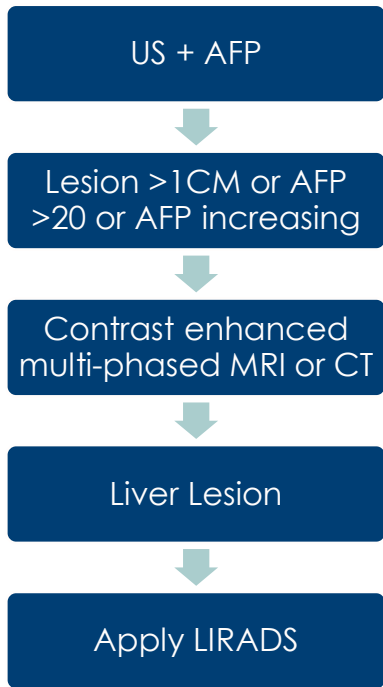 US + AFP
Lesion >1CM or AFP
>20 or AFP increasing
Contrast enhanced
multi-phased MRI or CT
Liver Lesion
Apply LIRADS